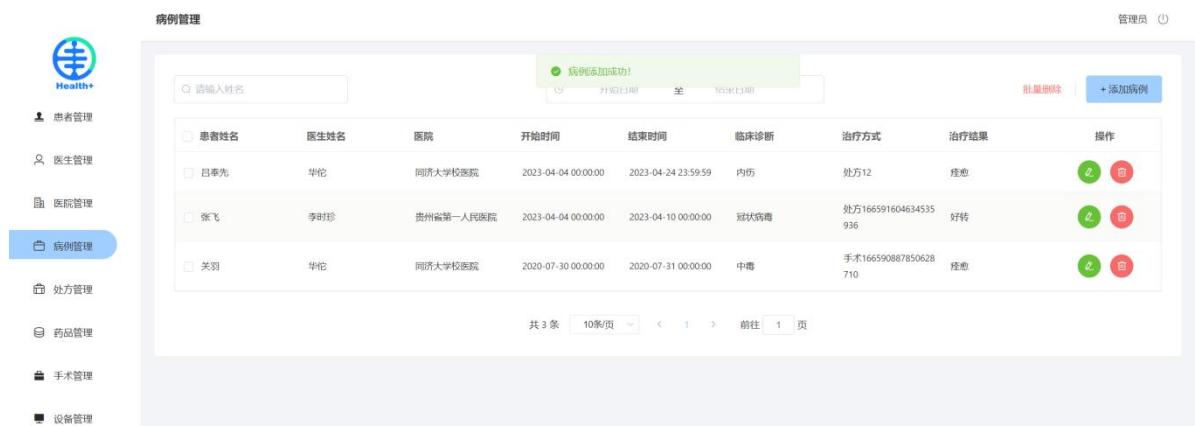 病例管理
管理员
Health+
患者管理
医生管理
医院管理
病例管理
处方管理
药品管理
手术管理
设备管理
病例添加成功!
请输入姓名
开始日期 至 结束日期
批量删除
+ 添加病例
患者姓名 医生姓名 医院 开始时间 结束时间 临床诊断 治疗方式 治疗结果 操作
吕奉先 华佗 同济大学校医院 2023-04-04 00:00:00 2023-04-24 23:59:59 内伤 处方12 痊愈
张飞 李时珍 贵州省第一人民医院 2023-04-04 00:00:00 2023-04-10 00:00:00 冠状病毒 处方166591604634535 好转
936
关羽 华佗 同济大学校医院 2020-07-30 00:00:00 2020-07-31 00:00:00 中毒 手术166590887850628 痊愈
710
共 3 条 10条/页 < 1 > 前往 1 页